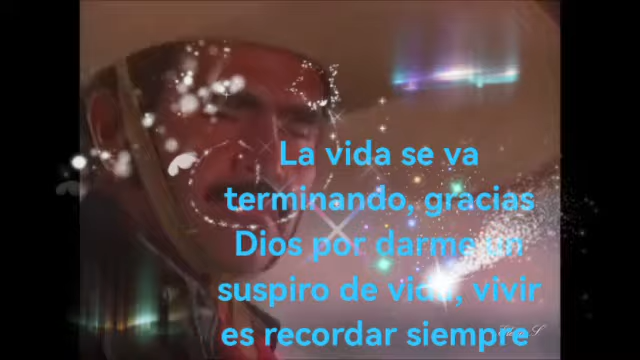 La vida se va
terminando, gracias
Dios por darme un
suspiro de vida, vivir
es recordar siempre